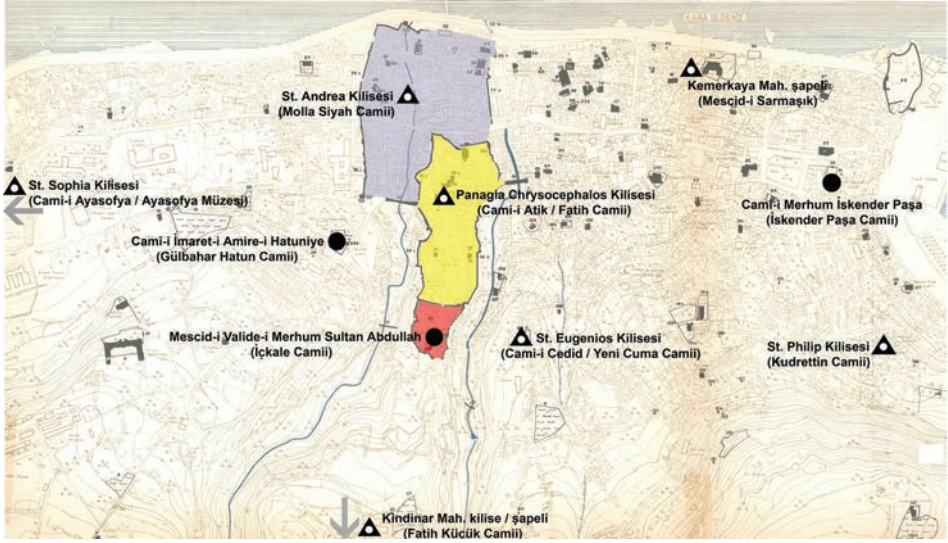 KARA DENİZ
Kemerkaya Mah. şapeli
(Mescid-i Sarmaşık)
St. Andrea Kilisesi
(Molla Siyah Camii)
St. Sophia Kilisesi
(Cami-i Ayasofya / Ayasofya Müzesi)
Panagia Chrysocephalos Kilisesi
(Cami-i Atik / Fatih Camii)
Cami-i Merhum İskender Paşa
(İskender Paşa Camii)
Cami-i İmaret-i Amire-i Hatuniye
(Gülbahar Hatun Camii)
Mescid-i Valide-i Merhum Sultan Abdullah
(İçkale Camii)
St. Eugenios Kilisesi
(Cami-i Cedid / Yeni Cuma Camii)
St. Philip Kilisesi
(Kudrettin Camii)
Kindinar Mah. kilise / şapeli
(Fatih Küçük Camii)